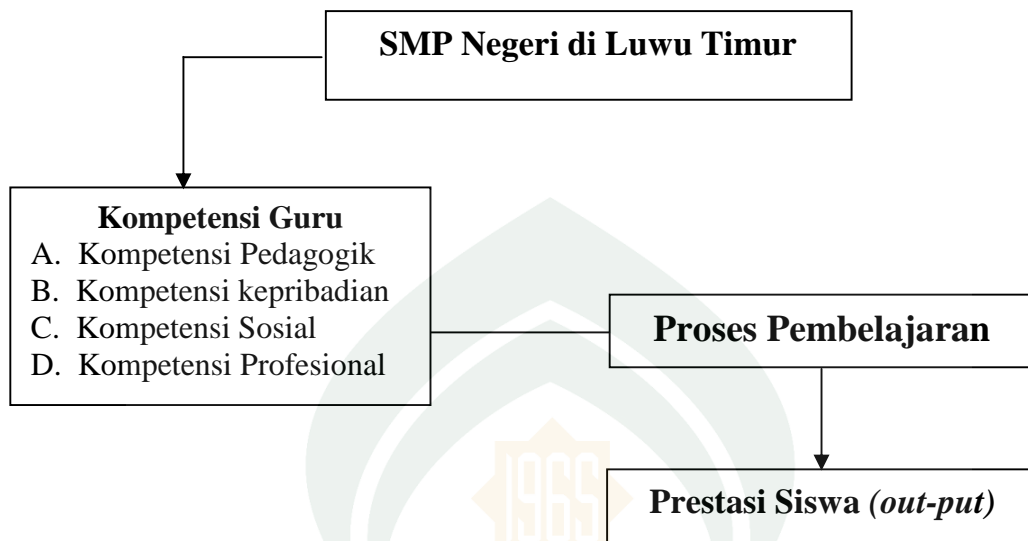 SMP Negeri di Luwu Timur
Kompetensi Guru
A. Kompetensi Pedagogik
B. Kompetensi kepribadian
C. Kompetensi Sosial
D. Kompetensi Profesional
Proses Pembelajaran
Prestasi Siswa (out-put)
1969